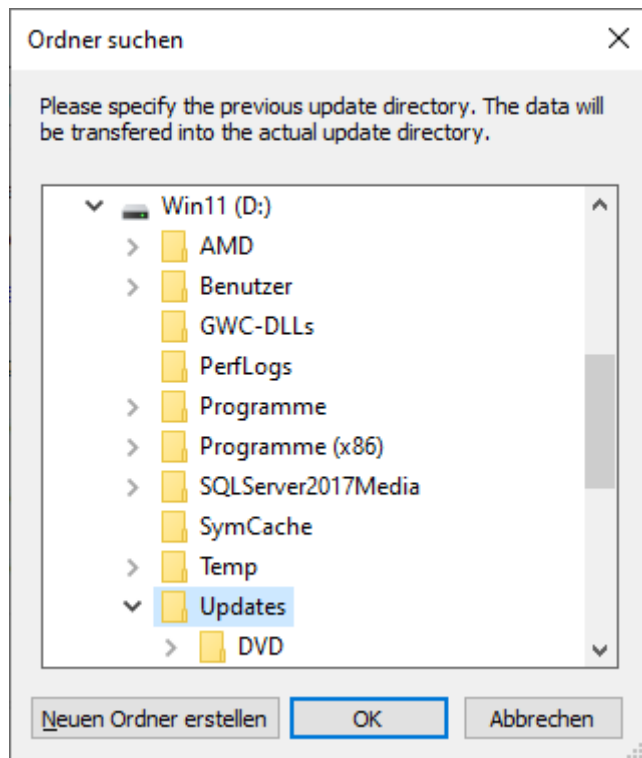 Ordner suchen
Please specify the previous update directory. The data will
be transfered into the actual update directory.
Win11 (D:)
AMD
Benutzer
GWC-DLLs
PerfLogs
Programme
Programme (x86)
SQLServer2017Media
SymCache
Temp
Updates
DVD
Neuen Ordner erstellen OK Abbrechen